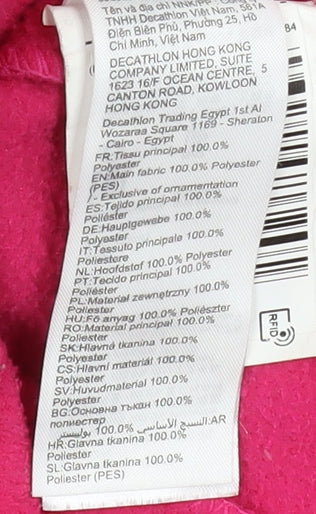 Tên và địa chỉ NNK/PP:
TNHH Decathlon Việt Nam, 561A
Điện Biên Phủ, Phường 25, Hồ
Chí Minh, Việt Nam
DECATHLON HONG KONG
COMPANY LIMITED, SUITE
1623 16/F OCEAN CENTRE, 5
CANTON ROAD, KOWLOON
HONG KONG
Decathlon Trading Egypt 1st Al
Wozaraa Square 1169 - Sheraton
- Cairo - Egypt
FR:Tissu principal 100.0%
Polyester
EN:Main fabric 100.0% Polyester
(PES)
- Exclusive of ornamentation
ES:Tejido principal 100.0%
Poliéster
DE:Hauptgewebe 100.0%
Polyester
IT:Tessuto principale 100.0%
Poliestere
NL:Hoofdstof 100.0% Polyester
PT:Tecido principal 100.0%
Poliéster
PL:Materiał zewnętrzny 100.0%
Polyester
HU:Fő anyag 100.0% Poliészter
RO:Material principal 100.0%
Poliester
SK:Hlavná tkanina 100.0%
Polyester
CS:Hlavní materiál 100.0%
Polyester
SV:Huvudmaterial 100.0%
Polyester
BG:Основна тъкан 100.0%
полиестер
AR:النسيج الأساسي 100.0% بوليستر
HR:Glavna tkanina 100.0%
Poliester
SL:Glavna tkanina 100.0%
Poliester (PES)
84
RFID